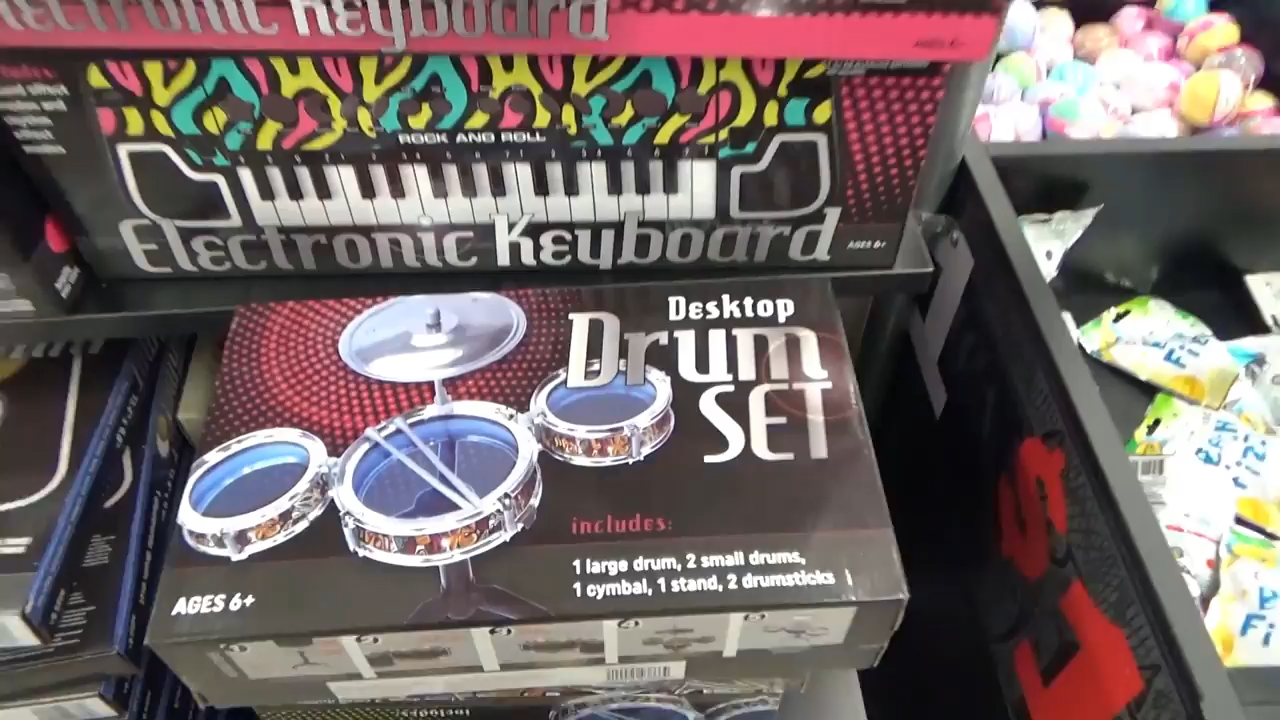 Electronic Keyboard
ROCK AND ROLL
Electronic Keyboard
AGES 6+
Desktop
Drum
SET
includes:
1 large drum, 2 small drums,
1 cymbal, 1 stand, 2 drumsticks
AGES 6+